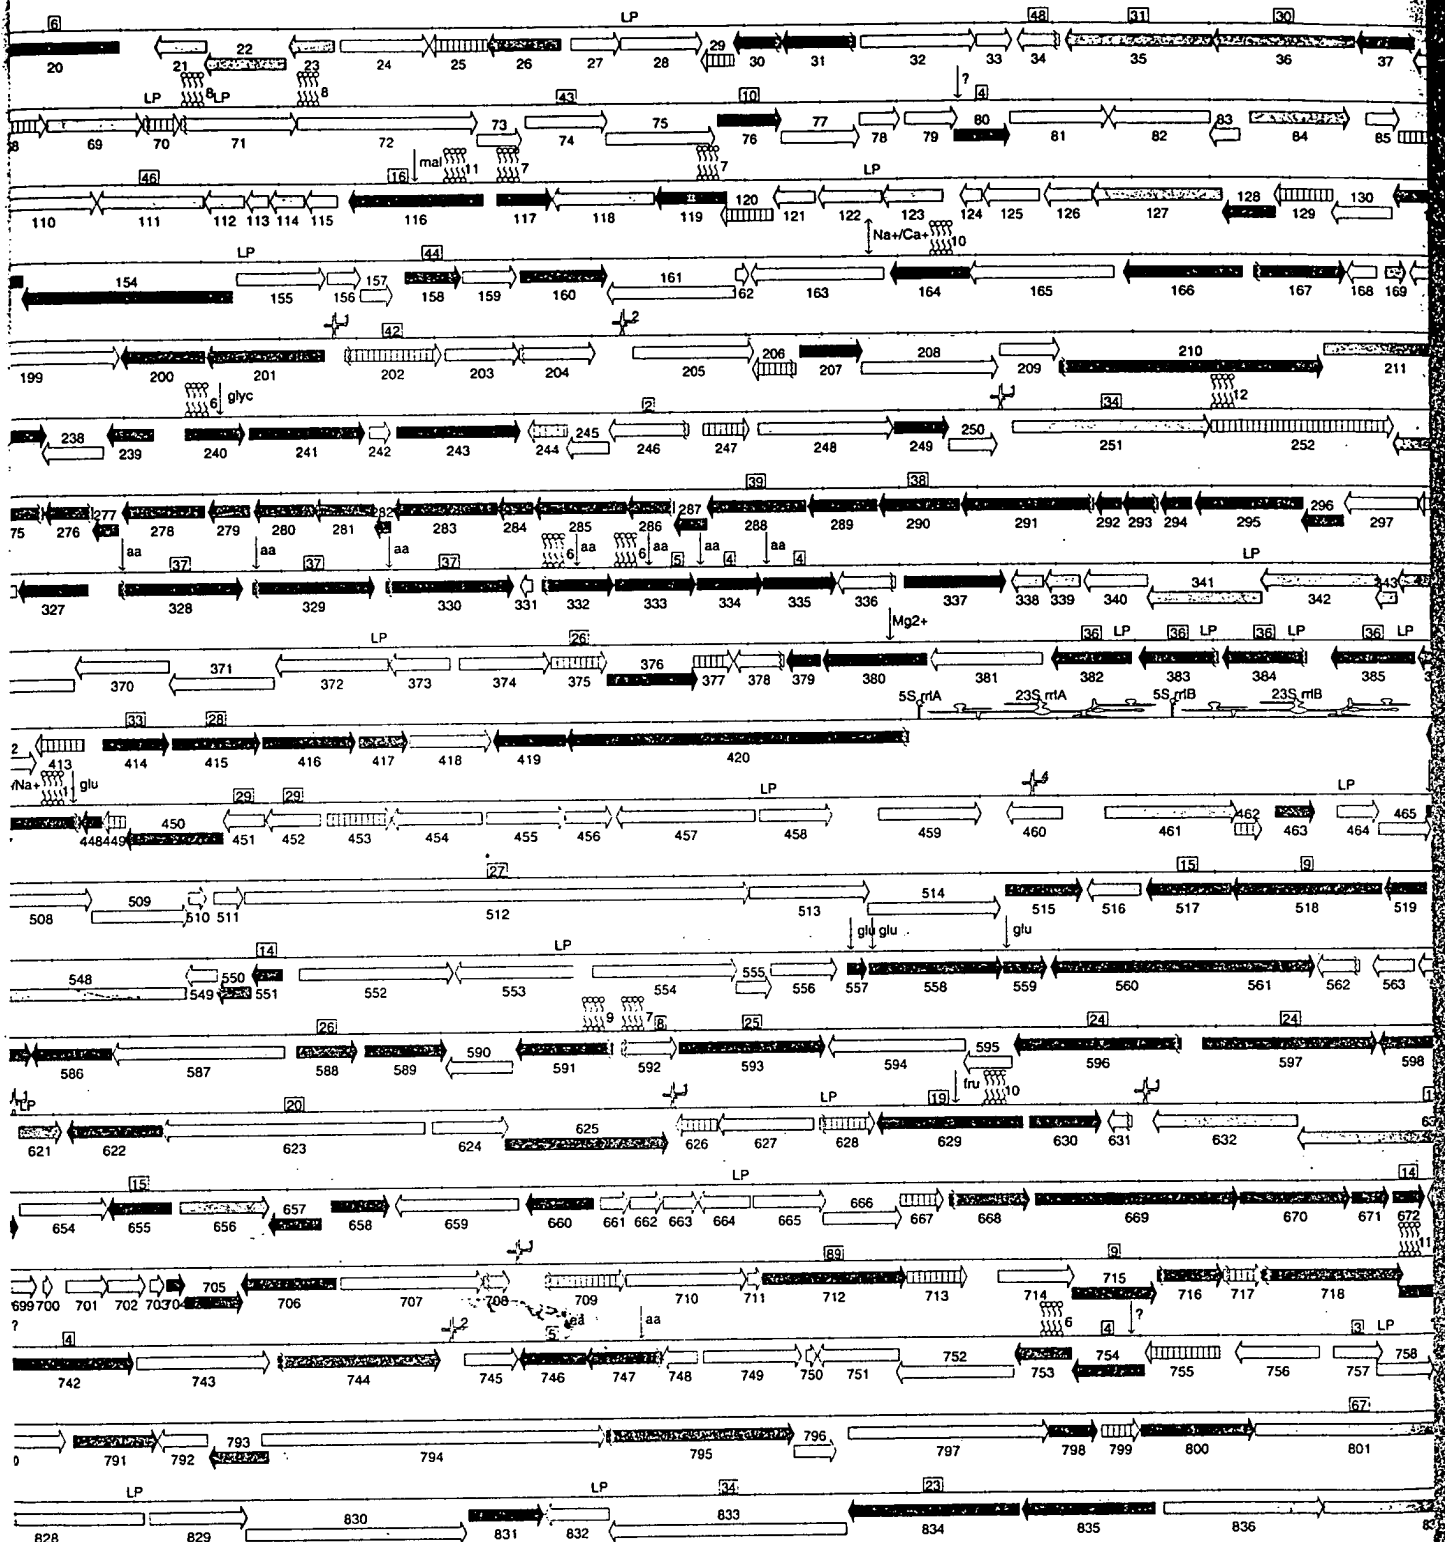 LP
6 48 31 30
22 29
20 21 23 24 25 26 27 28 30 31 32 33 34 35 36 37
LP 8 LP 8 43 10 ? 4
73 75 77 80 83
69 70 71 72 74 76 78 79 81 82 84 85
46 16 mal 11 7 7 LP
120 128 130
110 111 112 113 114 115 116 117 118 119 121 122 123 124 125 126 127 129
LP 44 Na+/Ca+ 10
154 157 161
155 156 158 159 160 162 163 164 165 166 167 168 169
1 42 2
206 208 210
199 200 201 202 203 204 205 207 209 211
6 glyc 2 1 34 12
238 245 250
239 240 241 242 243 244 246 247 248 249 251 252
39 38
277 282 287 296
75 276 278 279 280 281 283 284 285 286 288 289 290 291 292 293 294 295 297
aa 37 aa 37 aa 37 6 aa 6 aa 5 aa 4 aa 4 LP
341 343
327 328 329 330 331 332 333 334 335 336 337 338 339 340 342
LP 26 Mg2+ 36 LP 36 LP 36 LP 36 LP
371 376
370 372 373 374 375 377 378 379 380 381 382 383 384 385
5S rrlA 23S rrlA 5S rrlB 23S rrlB
33 28
2 413 414 415 416 417 418 419 420
/Na+ 1 glu 29 29 LP 4 LP
450 462 465
448 449 451 452 453 454 455 456 457 458 459 460 461 463 464
27 15 9
509 514
508 510 511 512 513 515 516 517 518 519
14 LP glu glu glu
548 550 555
549 551 552 553 554 556 557 558 559 560 561 562 563
26 9 7 8 25 24 24
590 595
586 587 588 589 591 592 593 594 596 597 598
1 LP 20 1 LP 19 fru 10 1
625
621 622 623 624 626 627 628 629 630 631 632
15 LP 14
657 666
654 655 656 658 659 660 661 662 663 664 665 667 668 669 670 671 672
1 89 9 11
705 715
699 700 701 702 703 704 706 707 708 709 710 711 712 713 714 716 717 718
? 4 2 5 aa 6 4 ? 3 LP
752 754 758
742 743 744 745 746 747 748 749 750 751 753 755 756 757
67
793 796
791 792 794 795 797 798 799 800 801
LP LP 34 23
830 833
828 829 831 832 834 835 836